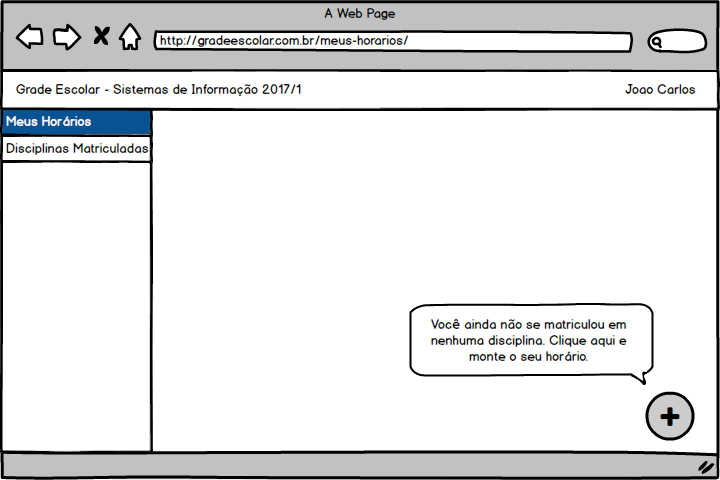 A Web Page
http://gradeescolar.com.br/meus-horarios/
Grade Escolar - Sistemas de Informação 2017/1
Joao Carlos
Meus Horários
Disciplinas Matriculadas
Você ainda não se matriculou em
nenhuma disciplina. Clique aqui e
monte o seu horário.